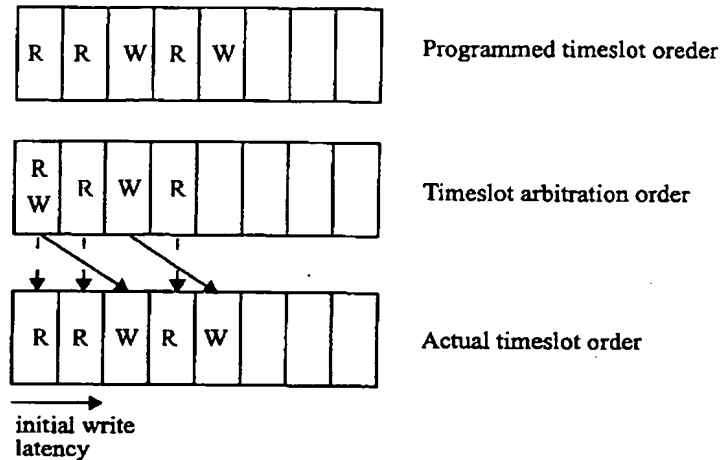 R R W R W
Programmed timeslot oreder
R
W R W R
Timeslot arbitration order
R R W R W
Actual timeslot order
initial write
latency